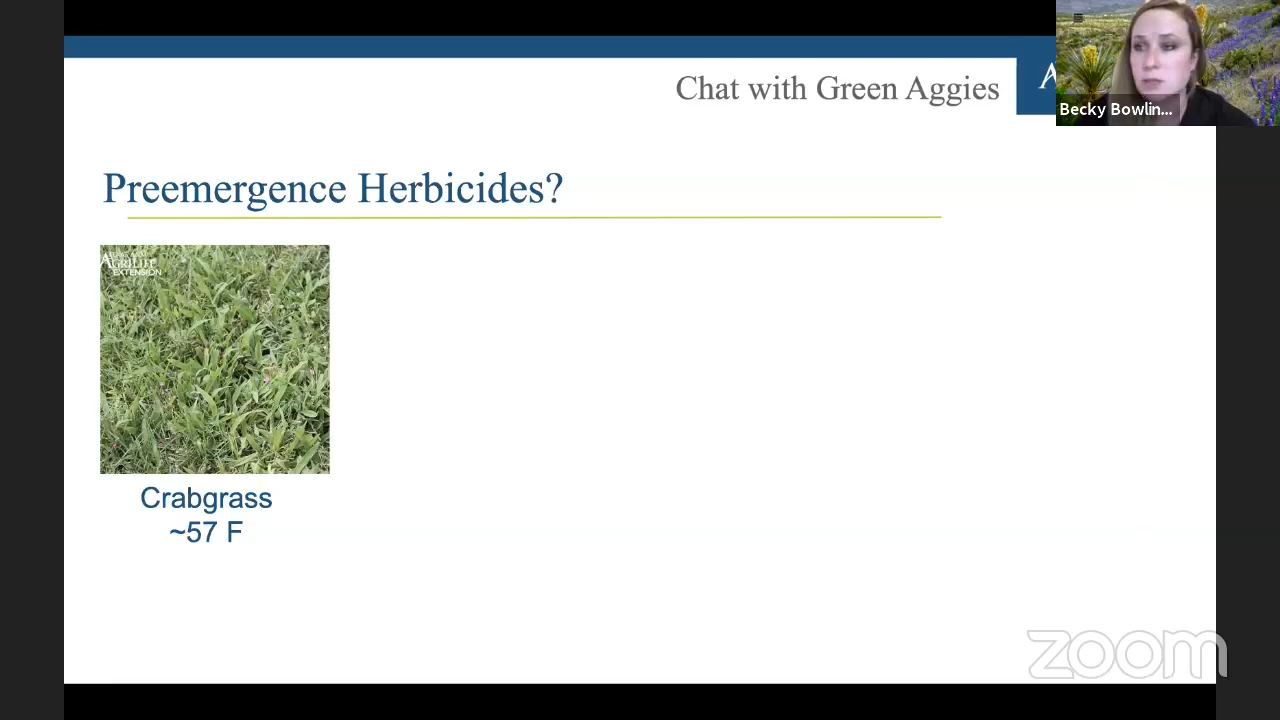 Chat with Green Aggies
A
Becky Bowlin...
Preemergence Herbicides?
AGRILIFE
EXTENSION
Crabgrass
~57 F
zoom